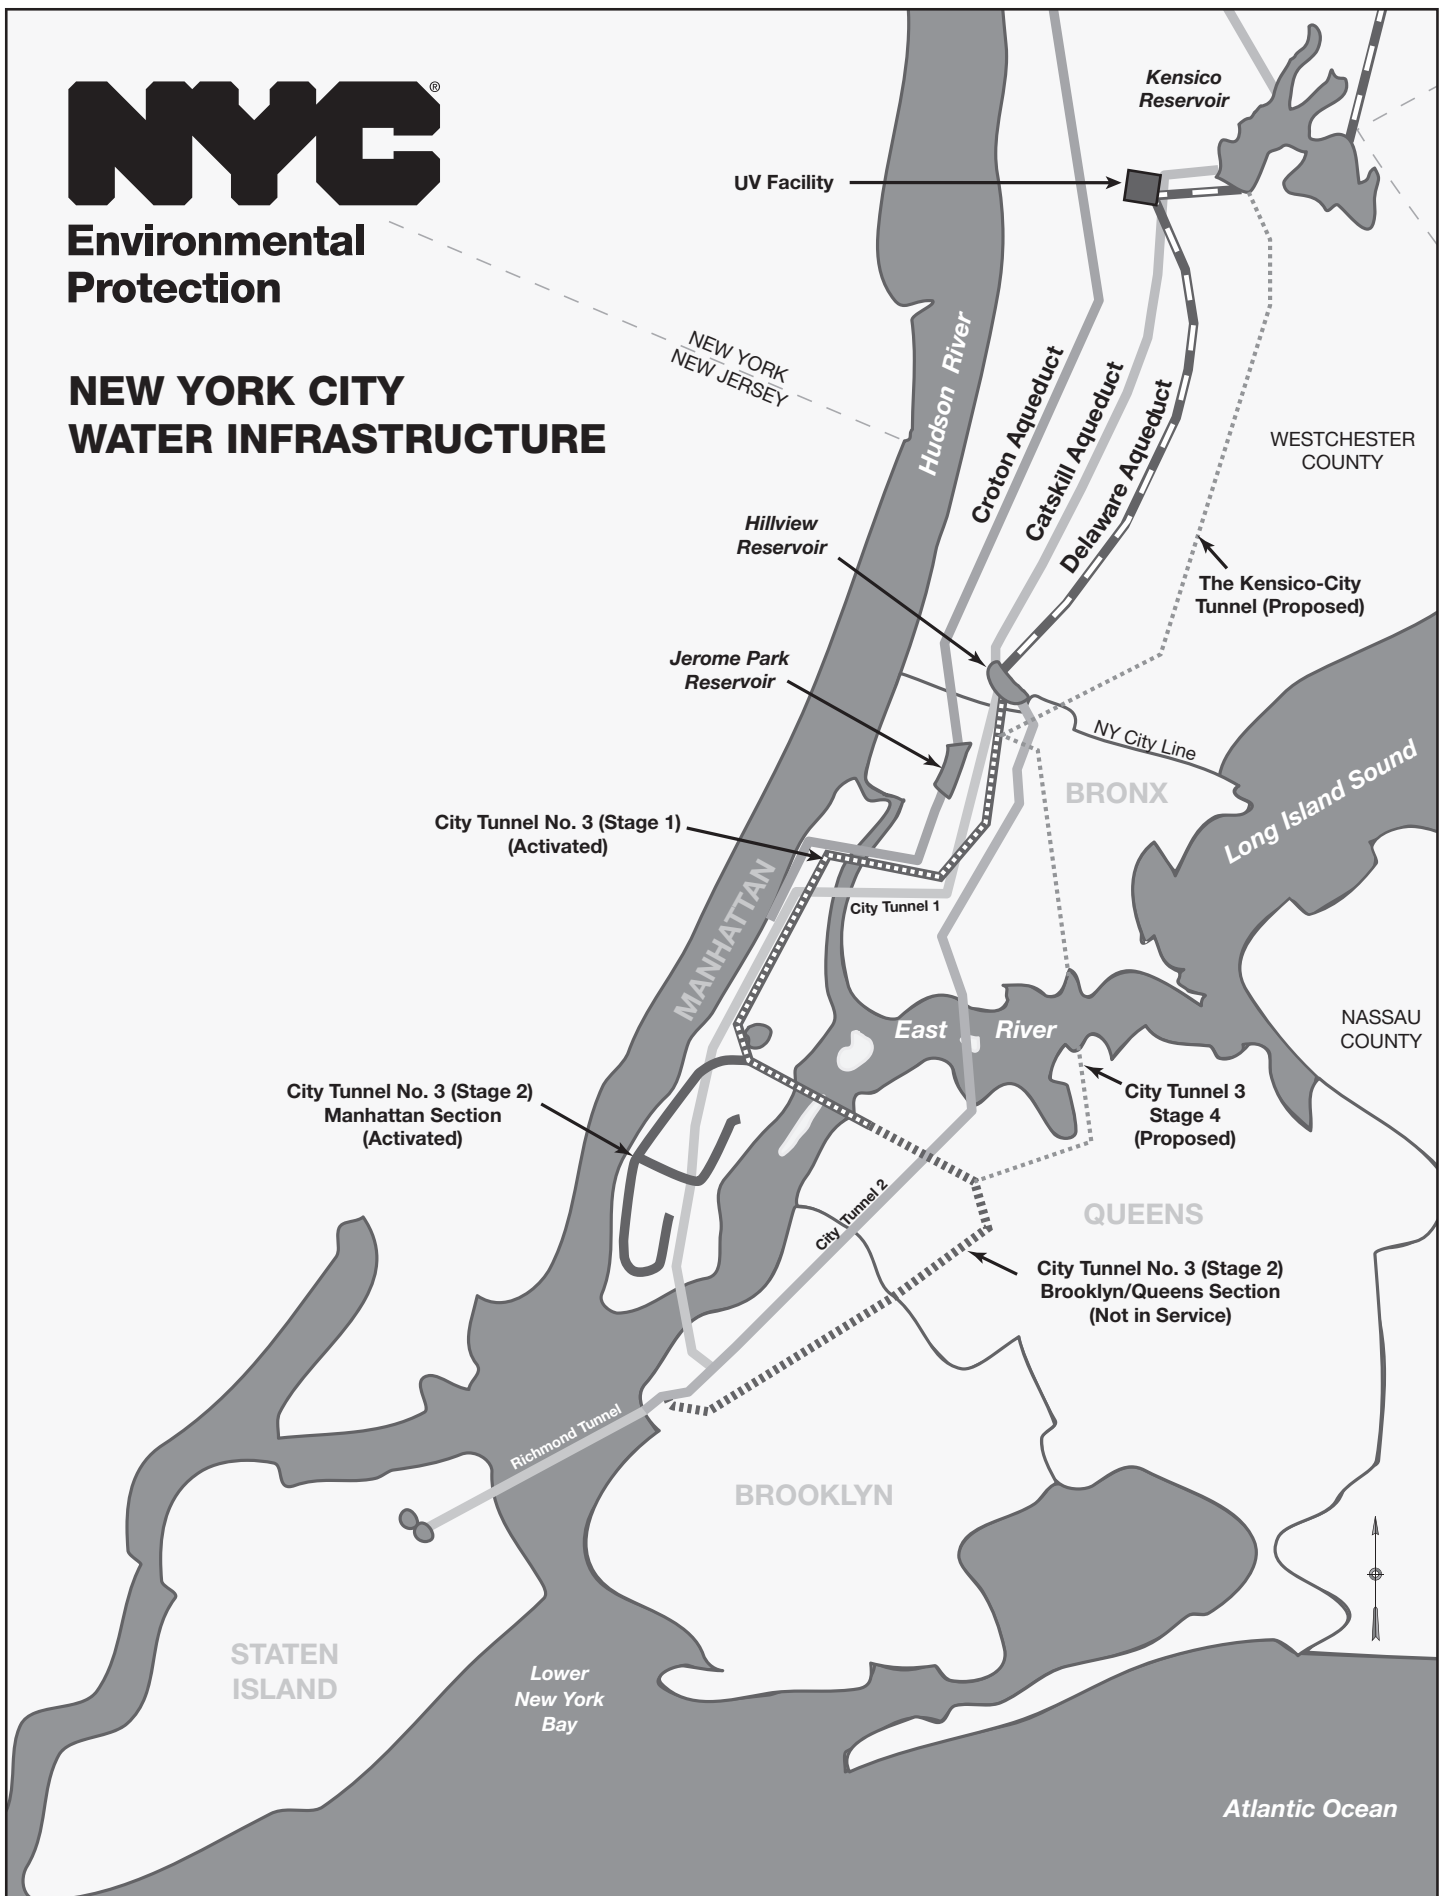 NYC®
Environmental
Protection
NEW YORK CITY
WATER INFRASTRUCTURE
Kensico
Reservoir
UV Facility
NEW YORK
NEW JERSEY
Hudson River
Croton Aqueduct
Catskill Aqueduct
Delaware Aqueduct
WESTCHESTER
COUNTY
Hillview
Reservoir
The Kensico-City
Tunnel (Proposed)
Jerome Park
Reservoir
NY City Line
BRONX
Long Island Sound
City Tunnel No. 3 (Stage 1)
(Activated)
MANHATTAN
City Tunnel 1
East River
NASSAU
COUNTY
City Tunnel No. 3 (Stage 2)
Manhattan Section
(Activated)
City Tunnel 3
Stage 4
(Proposed)
City Tunnel 2
QUEENS
City Tunnel No. 3 (Stage 2)
Brooklyn/Queens Section
(Not in Service)
Richmond Tunnel
BROOKLYN
STATEN
ISLAND
Lower
New York
Bay
Atlantic Ocean